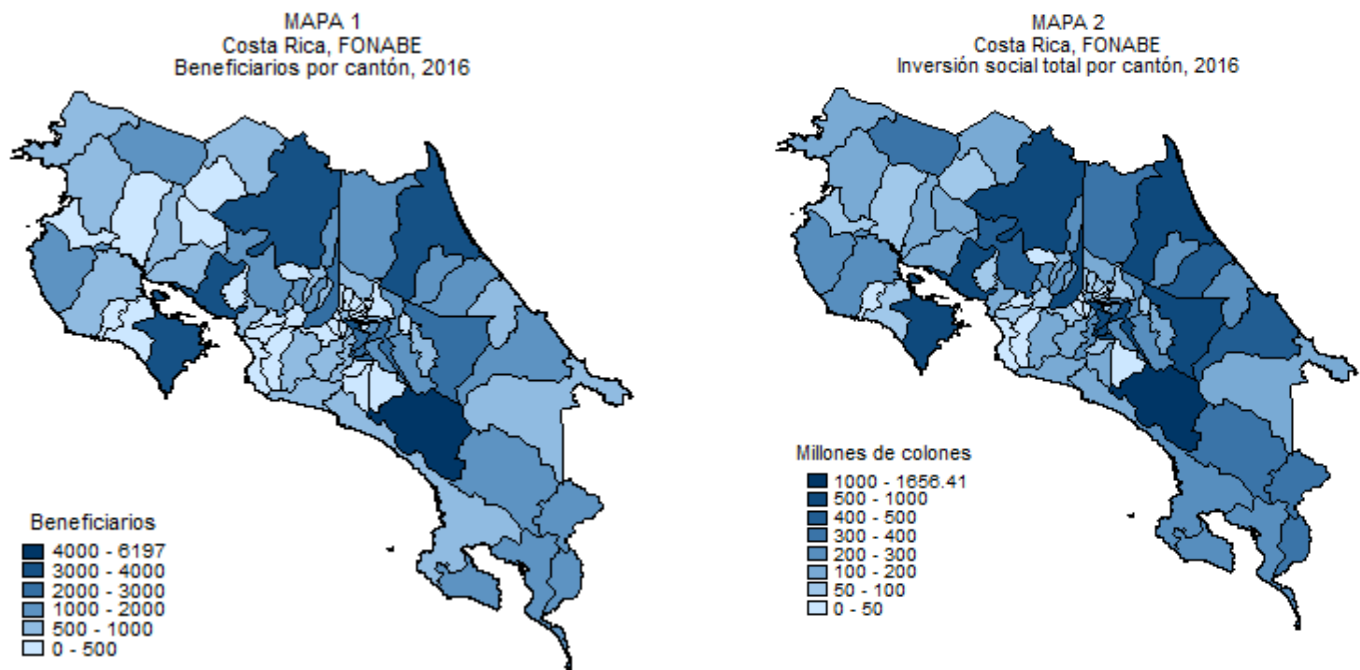 MAPA 1
Costa Rica, FONABE
Beneficiarios por cantón, 2016
Beneficiarios
4000 - 6197
3000 - 4000
2000 - 3000
1000 - 2000
500 - 1000
0 - 500
MAPA 2
Costa Rica, FONABE
Inversión social total por cantón, 2016
Millones de colones
1000 - 1656.41
500 - 1000
400 - 500
300 - 400
200 - 300
100 - 200
50 - 100
0 - 50